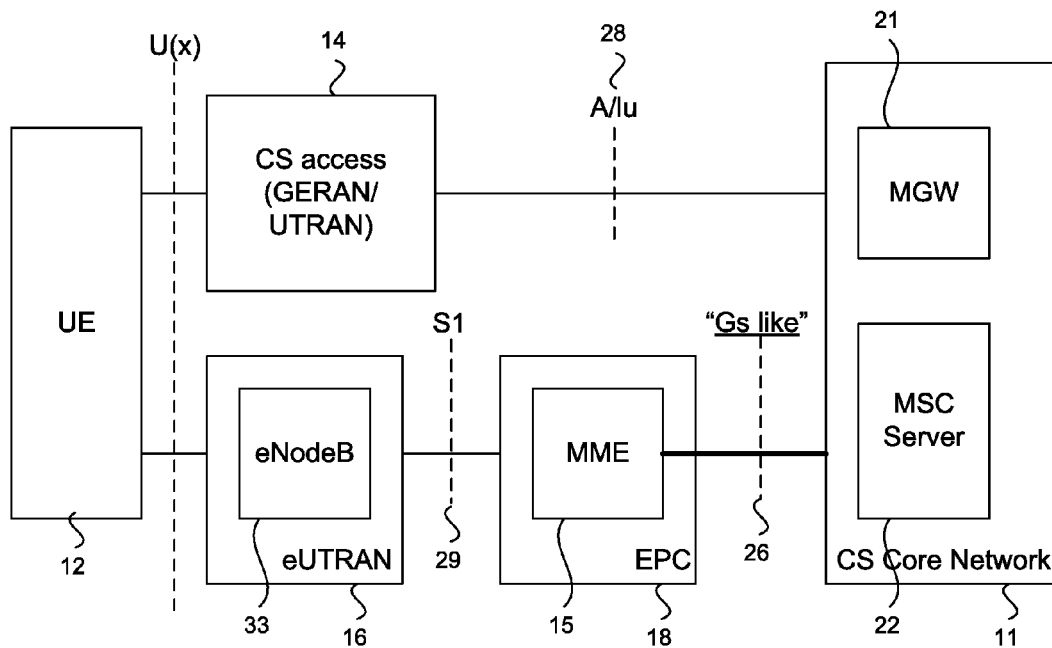 U(x)
14
28
21
A/Iu
CS access
(GERAN/
UTRAN)
MGW
UE
S1
"Gs like"
eNodeB
MME
MSC
Server
eUTRAN
EPC
CS Core Network
12
33
16
29
15
18
26
22
11